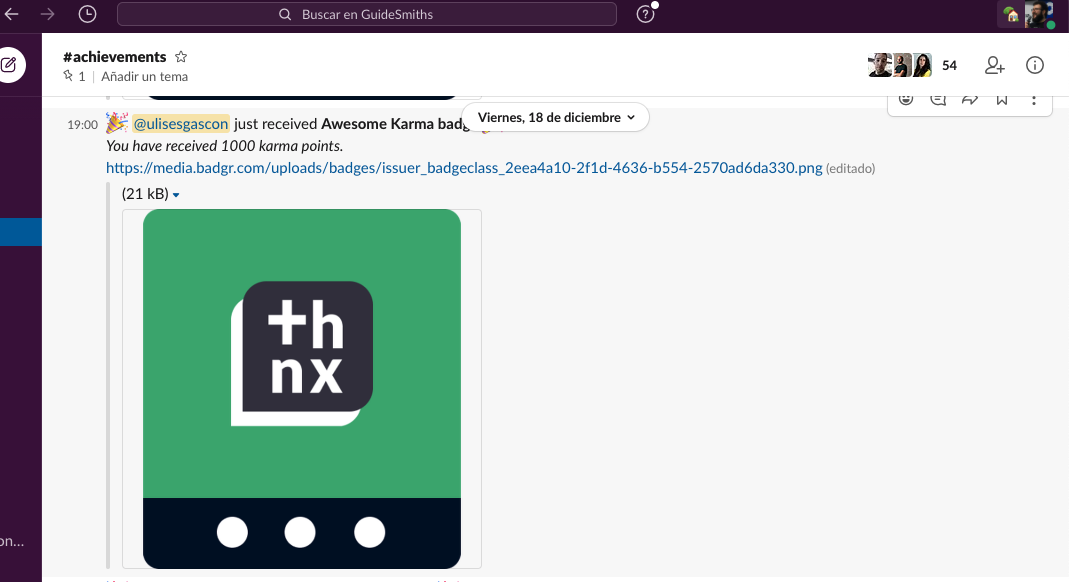 Buscar en GuideSmiths
#achievements
1 | Añadir un tema
54
Viernes, 18 de diciembre
19:00 @ulisesgascon just received Awesome Karma badg
You have received 1000 karma points.
https://media.badgr.com/uploads/badges/issuer_badgeclass_2eea4a10-2f1d-4636-b554-2570ad6da330.png (editado)
(21 kB)
+h
nx
on...